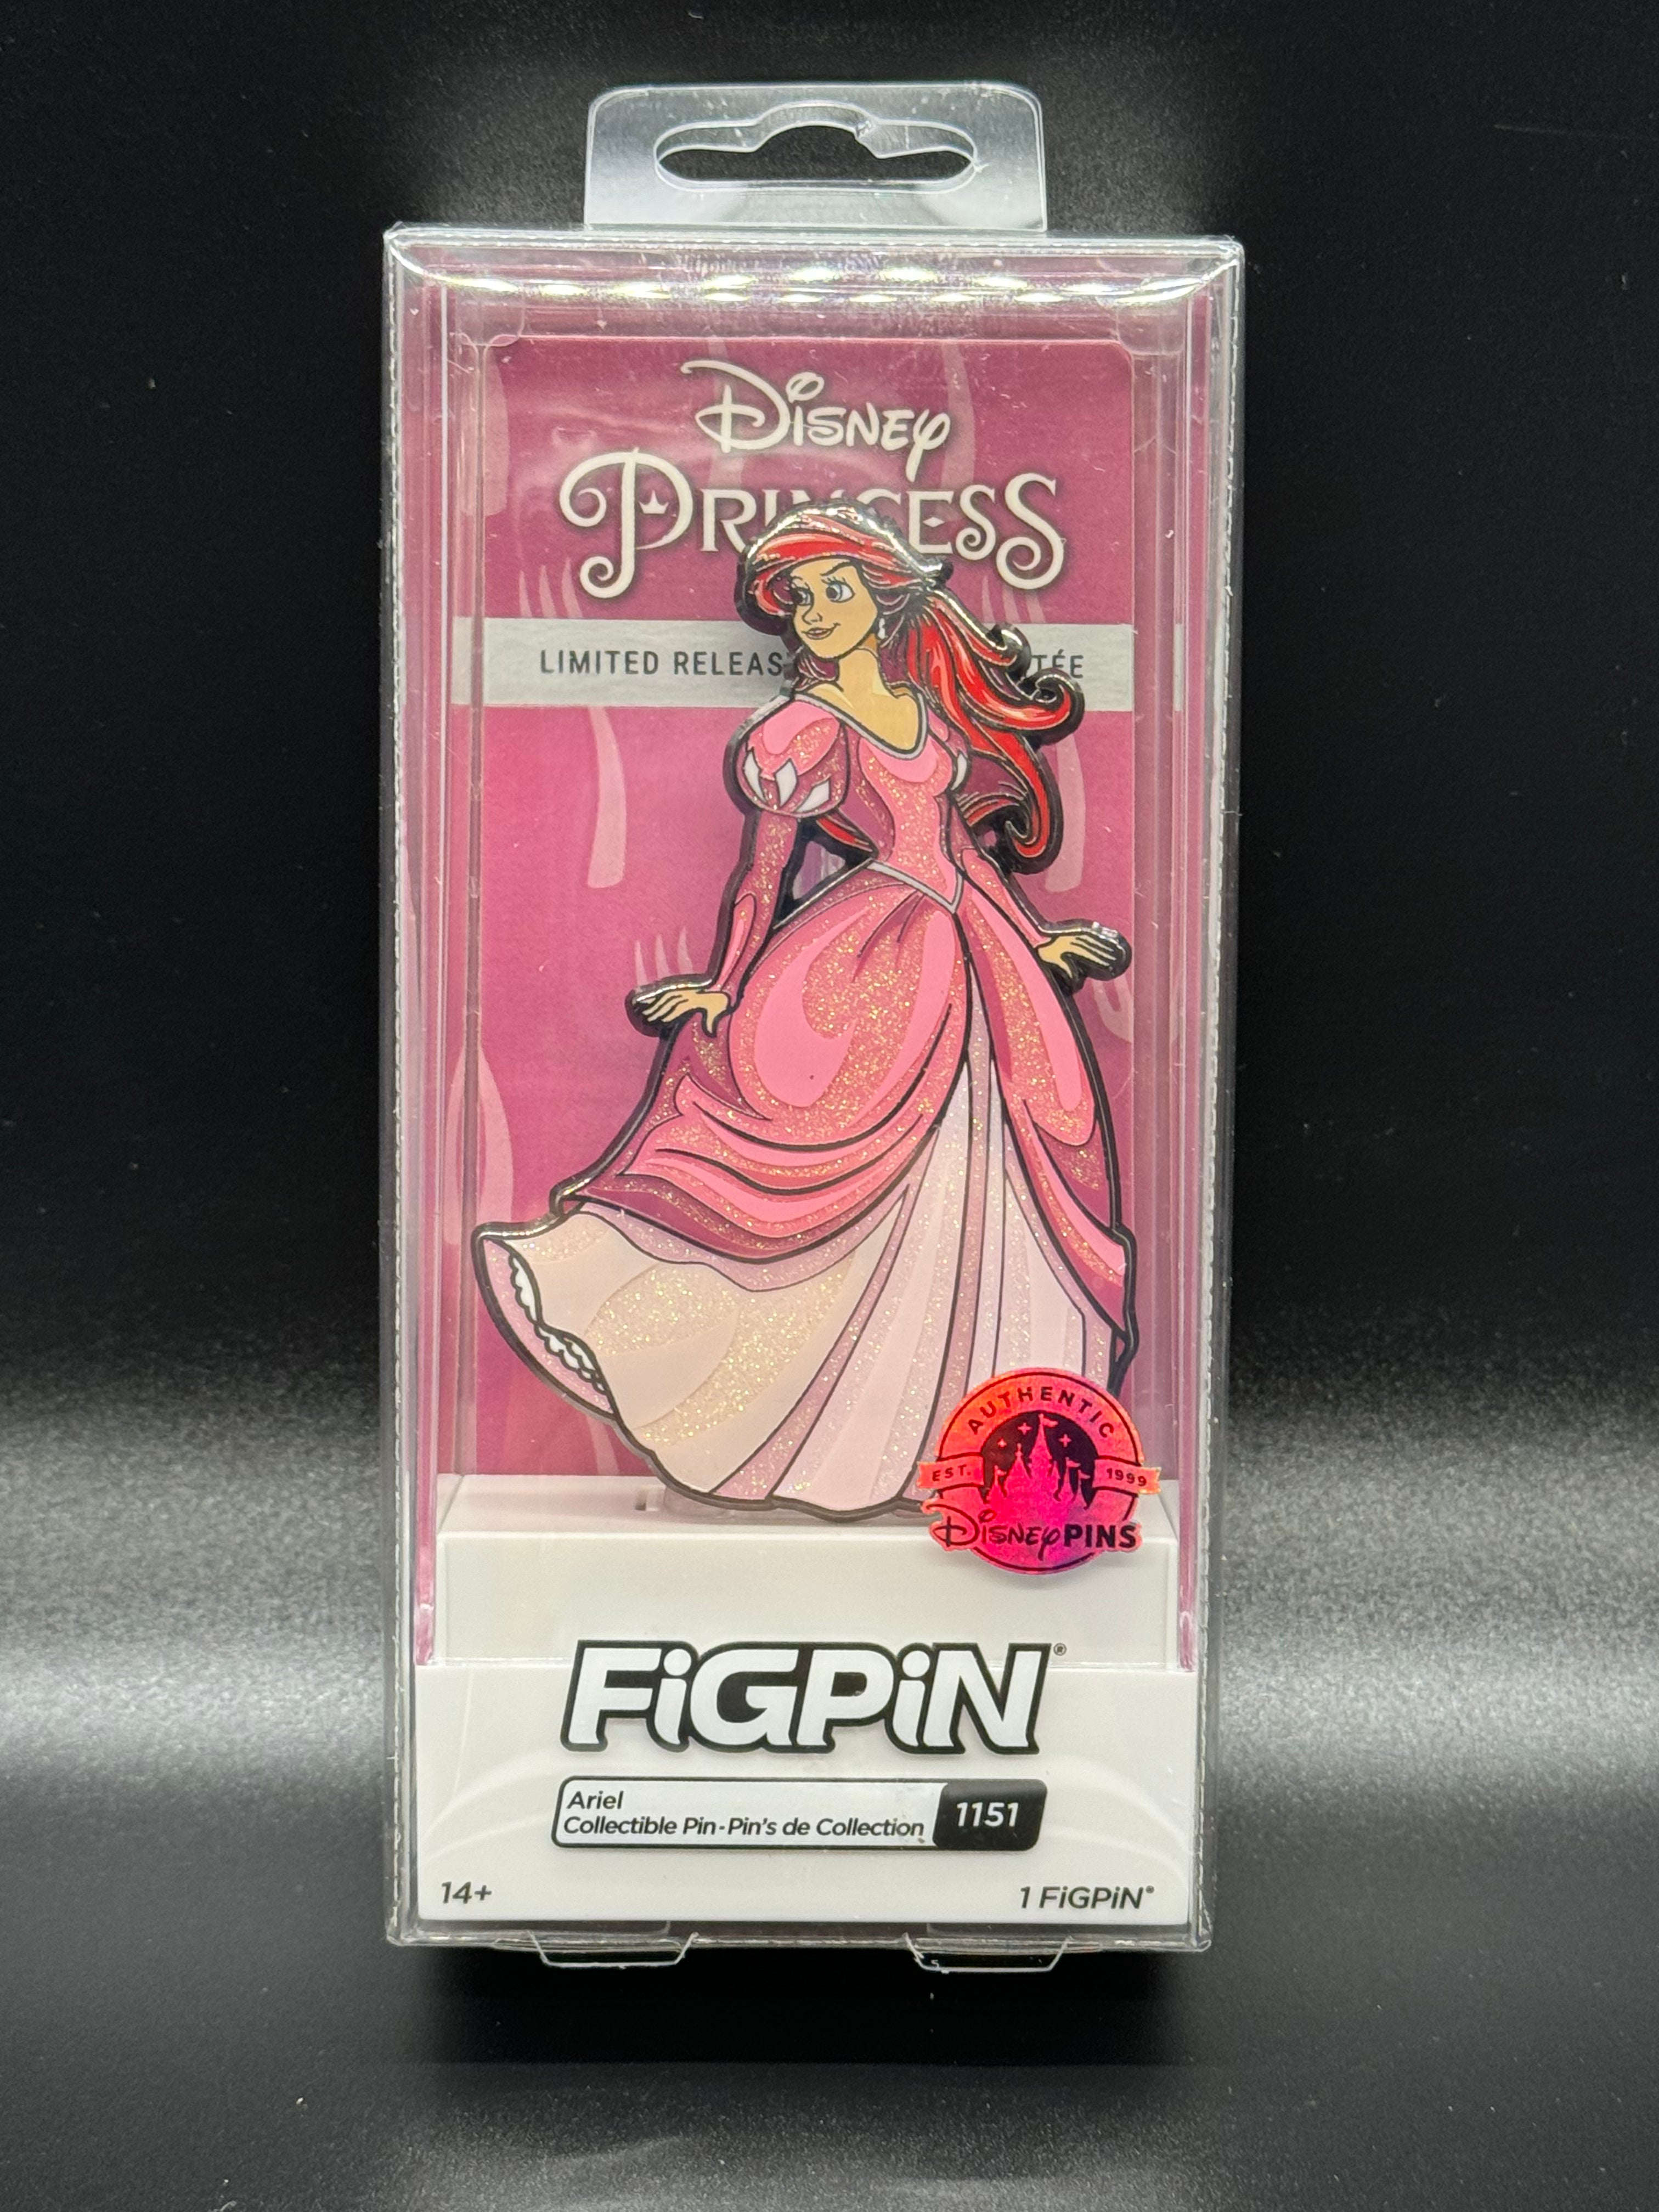 Disney
PRINCESS
LIMITED RELEAS TÉE
AUTHENTIC
EST. 1999
Disney PINS
FiGPiN®
Ariel
Collectible Pin-Pin's de Collection
1151
14+
1 FiGPiN®